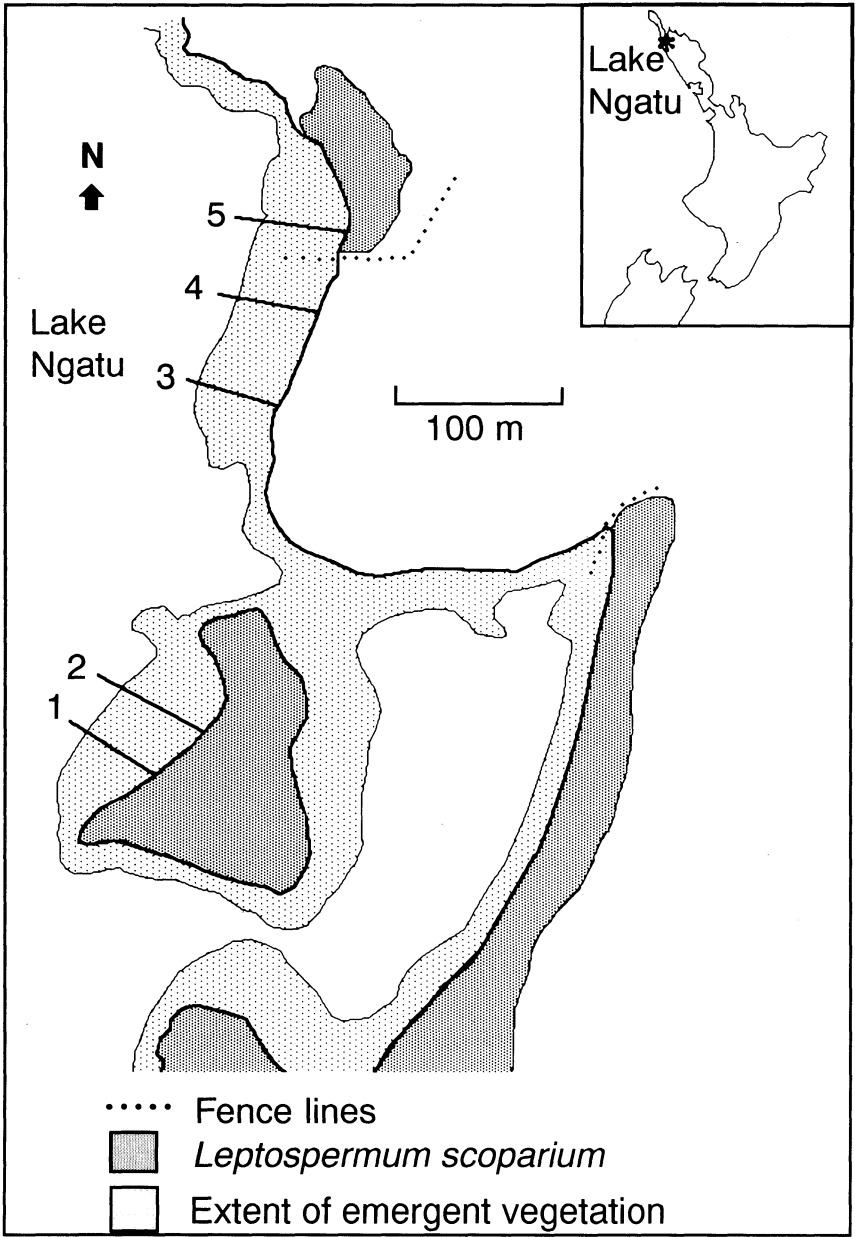 Lake
Ngatu
N
5
4
Lake
Ngatu
3
100 m
2
1
Fence lines
Leptospermum scoparium
Extent of emergent vegetation